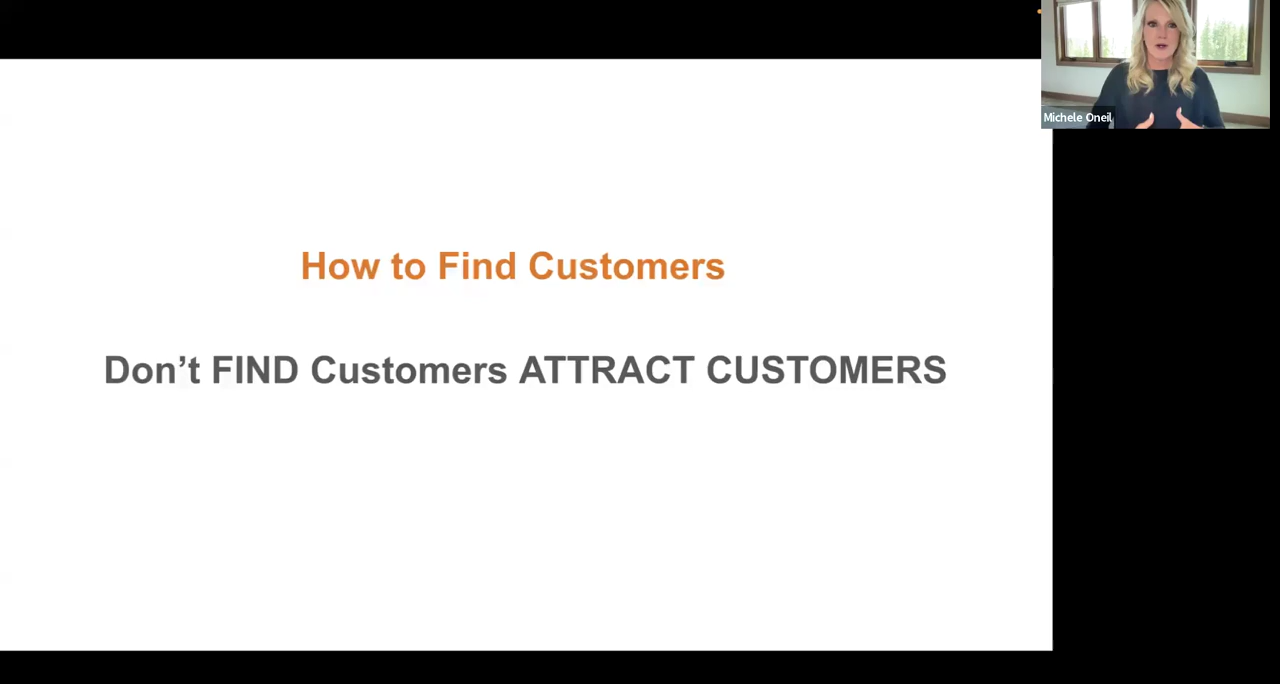 Michele Oneil
How to Find Customers
Don’t FIND Customers ATTRACT CUSTOMERS